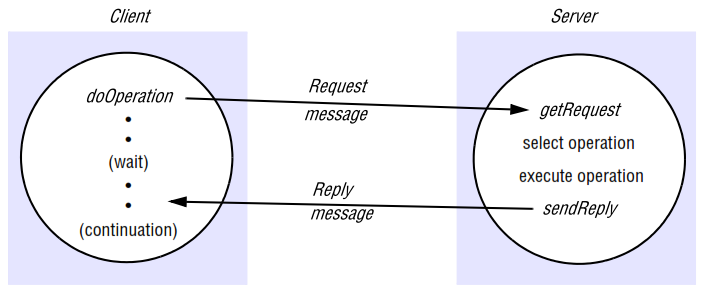 Client
Server
doOperation
•
•
(wait)
•
•
(continuation)
Request
message
Reply
message
getRequest
select operation
execute operation
sendReply